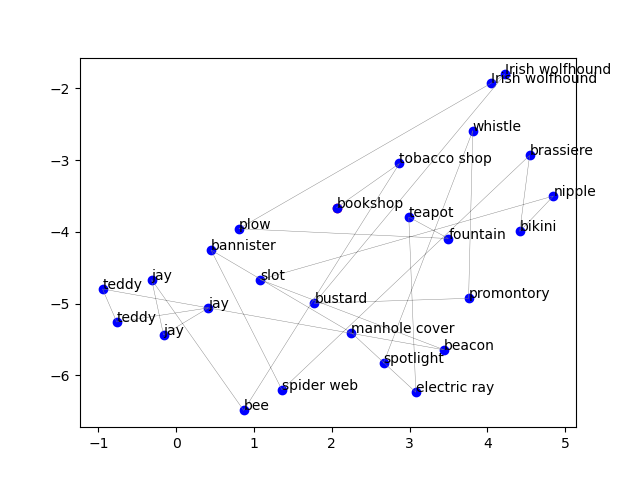 Irish wolfhound
Irish wolfhound
whistle
brassiere
tobacco shop
nipple
bookshop
teapot
plow
fountain
bikini
bannister
jay
slot
teddy
promontory
bustard
jay
teddy
jay
manhole cover
beacon
spotlight
spider web
electric ray
bee
−2
−3
−4
−5
−6
−1 0 1 2 3 4 5